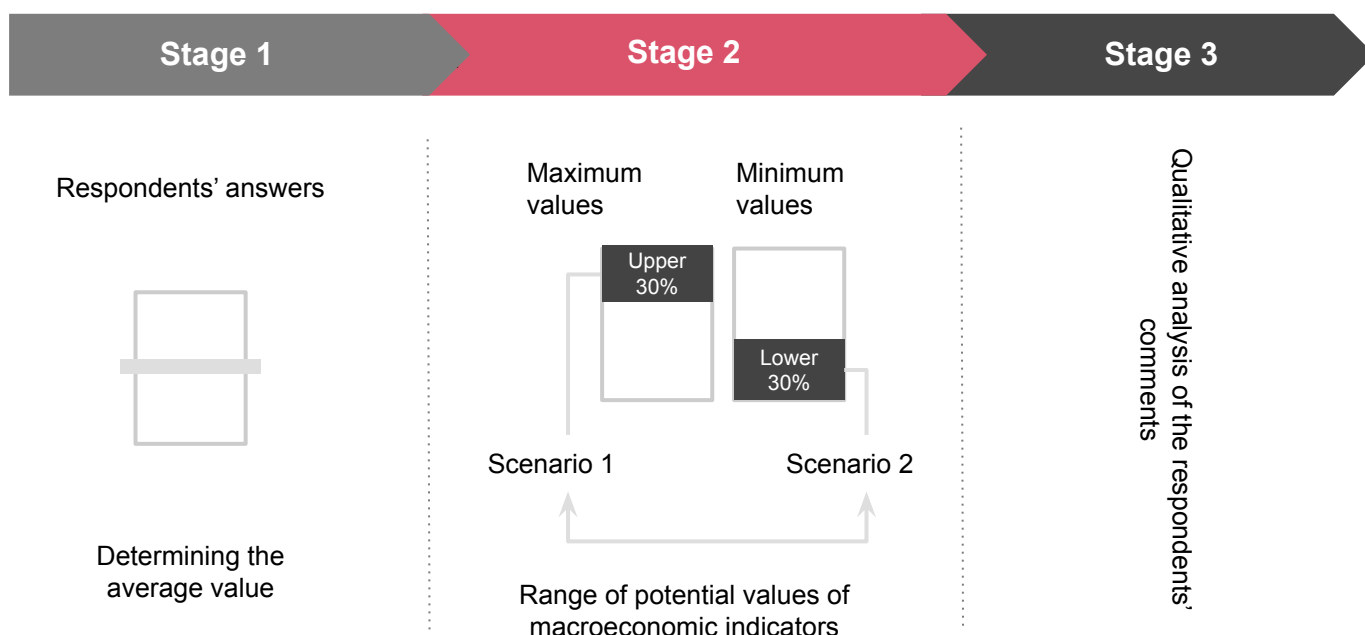 Stage 1
Stage 2
Stage 3
Respondents’ answers
Determining the
average value
Maximum
values
Minimum
values
Upper
30%
Lower
30%
Scenario 1
Scenario 2
Range of potential values of
macroeconomic indicators
Qualitative analysis of the respondents’
comments